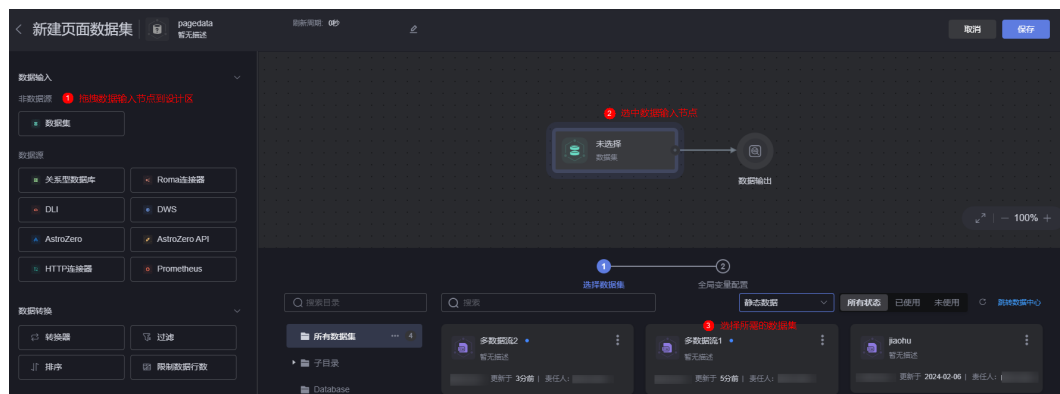 新建页面数据集
pagedata
暂无描述
刷新周期 0秒
取消
保存
数据输入
非数据源
1 拖拽数据输入节点到设计区
数据集
数据源
关系型数据库
Roma连接器
DLI
DWS
AstroZero
AstroZero API
HTTP连接器
Prometheus
数据转换
转换器
过滤
排序
限制数据行数
2 选中数据输入节点
未选择
数据集
数据输出
100%
1
选择数据集
2
全局变量配置
搜索目录
搜索
静态数据
所有状态
已使用
未使用
跳转数据中心
3 选择所需的数据集
所有数据集
4
子目录
Database
多数据流2
暂无描述
更新于 3分前 | 责任人:
多数据流1
暂无描述
更新于 5分前 | 责任人:
jiaohu
暂无描述
更新于 2024-02-06 | 责任人: